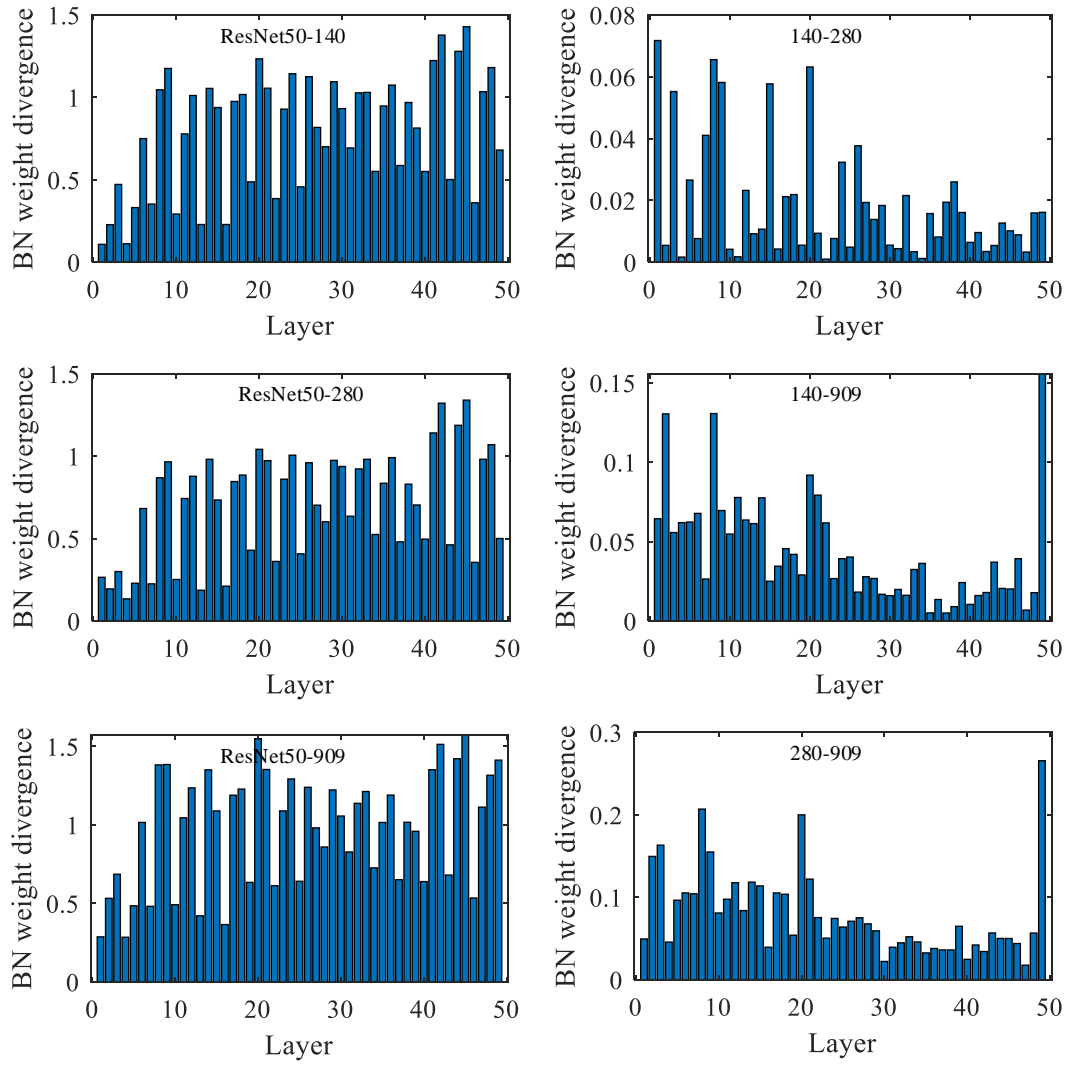 BN weight divergence
1.5
1
0.5
0
ResNet50-140
0 10 20 30 40 50
Layer
BN weight divergence
0.08
0.06
0.04
0.02
0
140-280
0 10 20 30 40 50
Layer
BN weight divergence
1.5
1
0.5
0
ResNet50-280
0 10 20 30 40 50
Layer
BN weight divergence
0.15
0.1
0.05
0
140-909
0 10 20 30 40 50
Layer
BN weight divergence
1.5
1
0.5
0
ResNet50-909
0 10 20 30 40 50
Layer
BN weight divergence
0.3
0.2
0.1
0
280-909
0 10 20 30 40 50
Layer